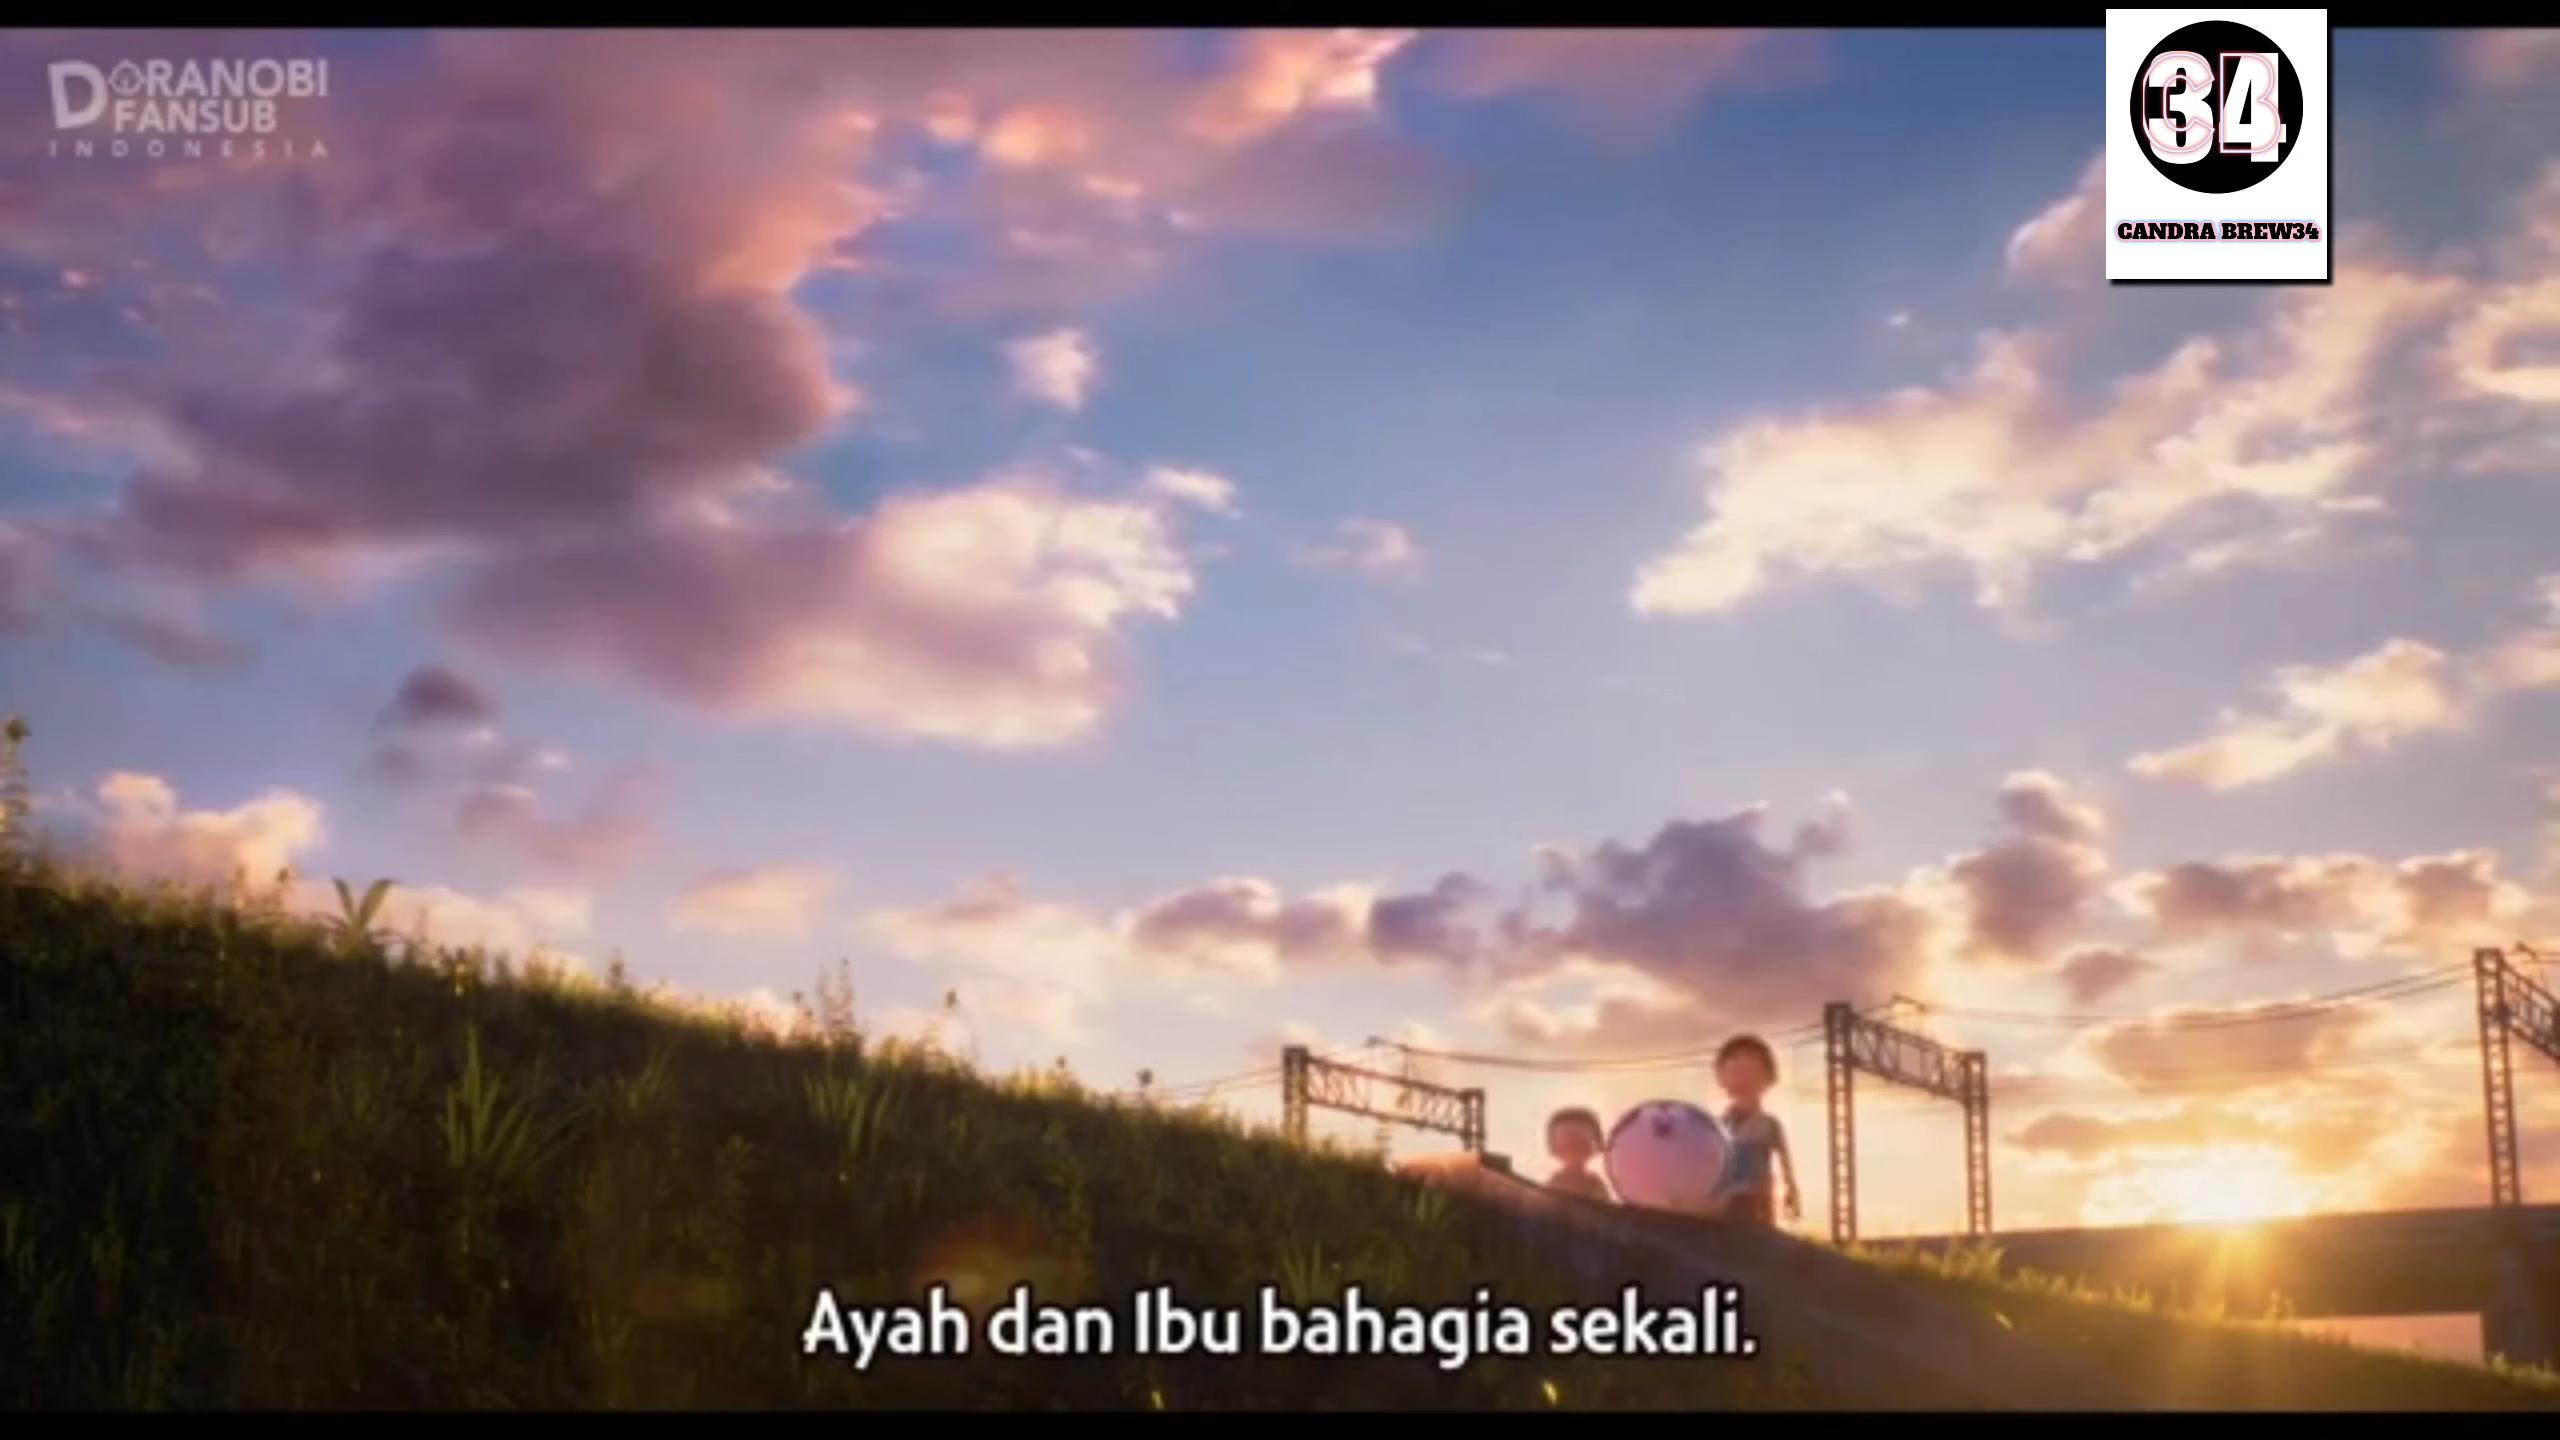 DORANOBI
FANSUB
INDONESIA
34
CANDRA BREW34
Ayah dan Ibu bahagia sekali.